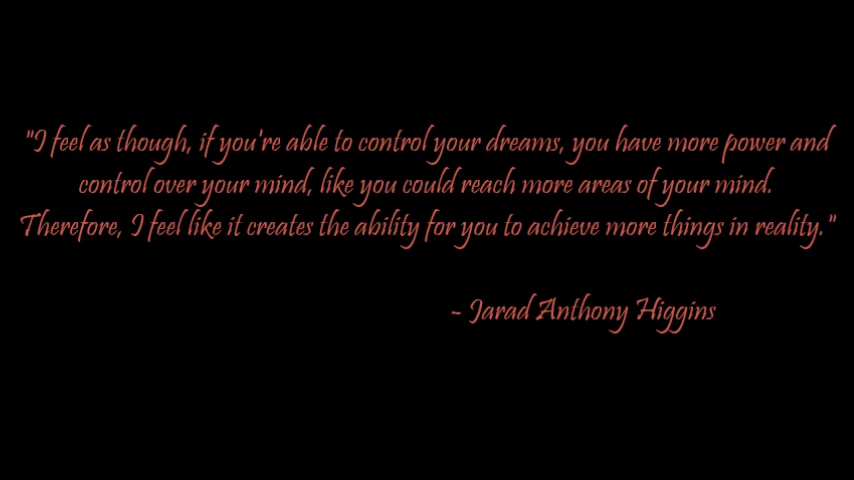 "I feel as though, if you're able to control your dreams, you have more power and
control over your mind, like you could reach more areas of your mind.
Therefore, I feel like it creates the ability for you to achieve more things in reality."
~ Jarad Anthony Higgins